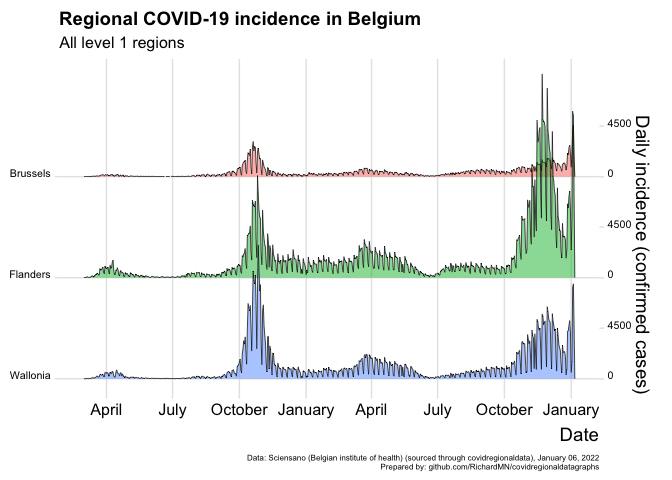 Regional COVID-19 incidence in Belgium
All level 1 regions
4500
Brussels
0
4500
Flanders
0
4500
Wallonia
0
Daily incidence (confirmed cases)
April July October January April July October January
Date
Data: Sciensano (Belgian institute of health) (sourced through covidregionaldata), January 06, 2022
Prepared by: github.com/RichardMN/covidregionaldatagraphs